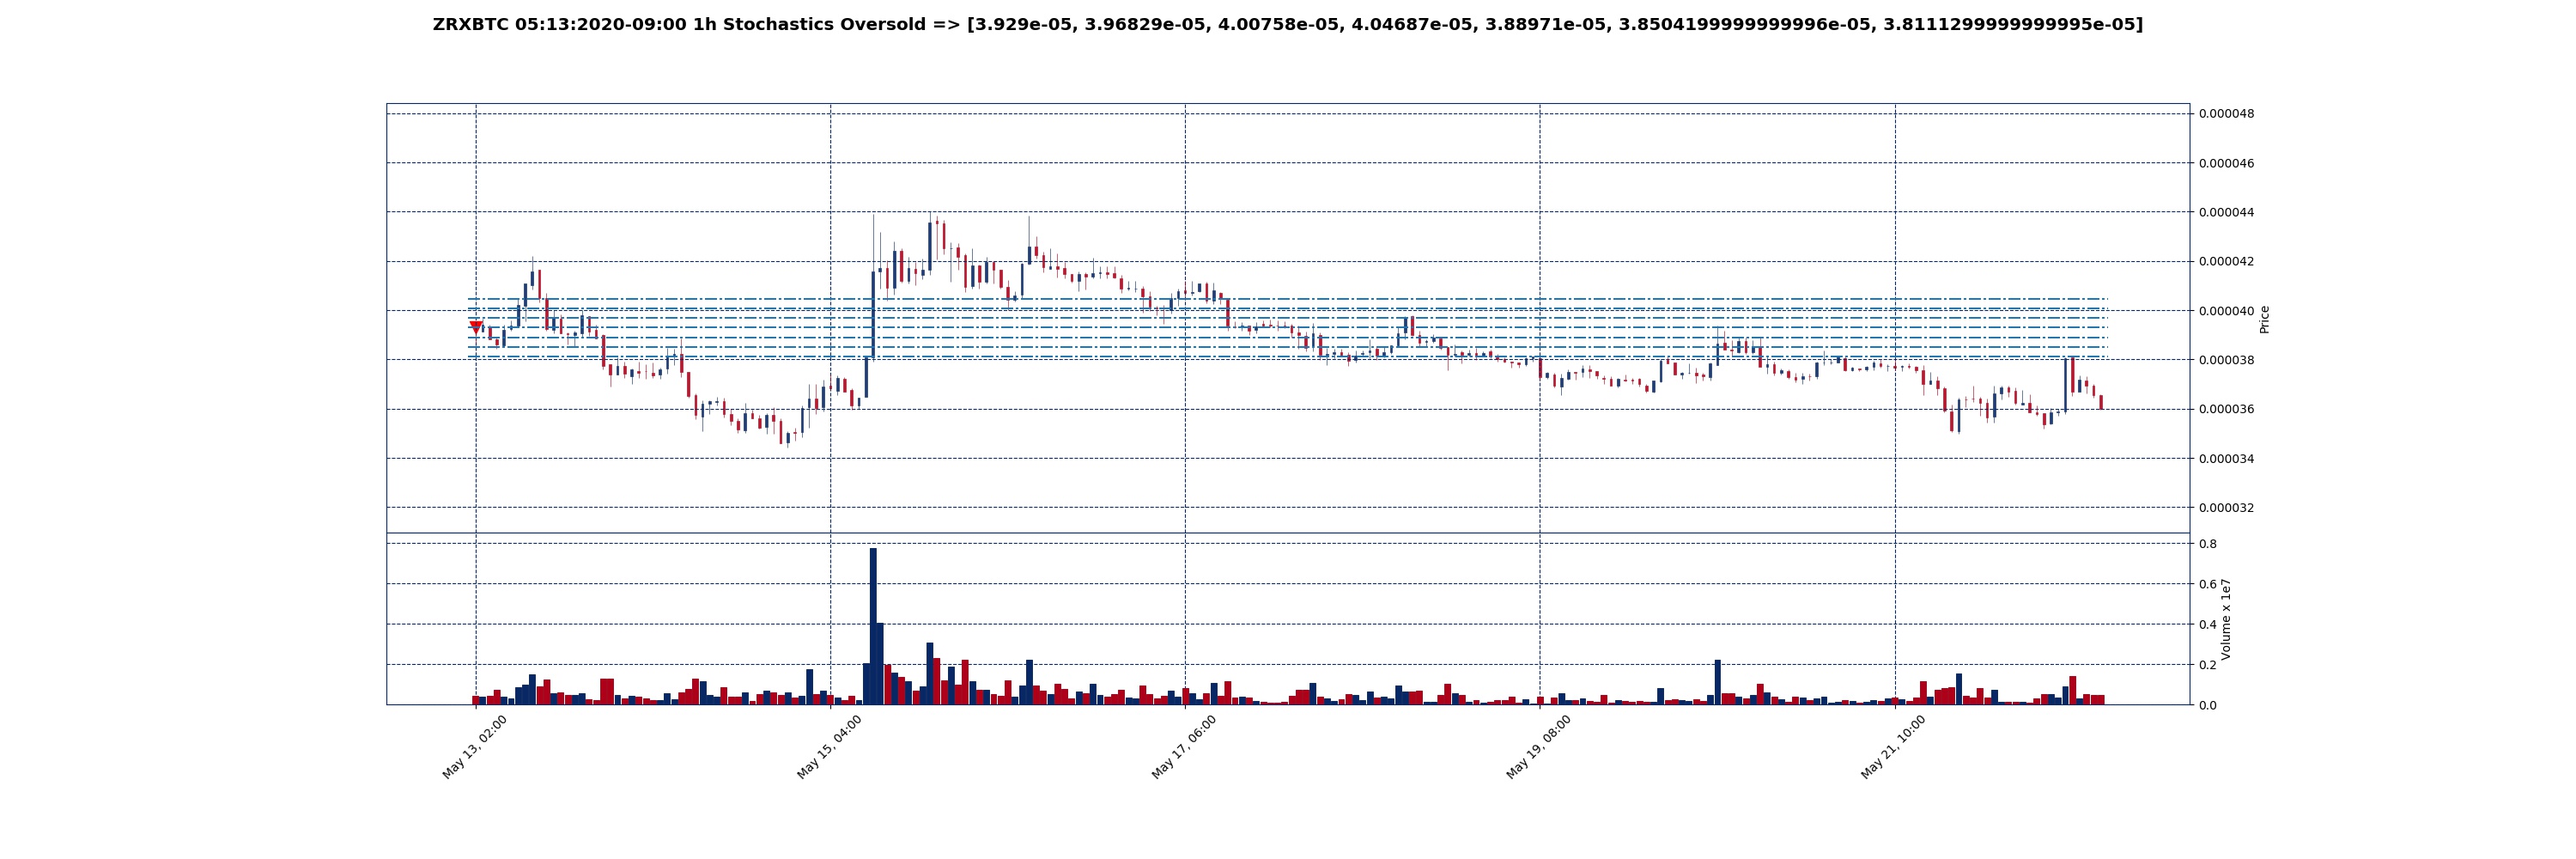 ZRXBTC 05:13:2020-09:00 1h Stochastics Oversold => [3.929e-05, 3.96829e-05, 4.00758e-05, 4.04687e-05, 3.88971e-05, 3.8504199999999996e-05, 3.8111299999999995e-05]
0.000048
0.000046
0.000044
0.000042
0.000040
0.000038
0.000036
0.000034
0.000032
Price
0.8
0.6
0.4
0.2
0.0
Volume x 1e7
May 13, 02:00
May 15, 04:00
May 17, 06:00
May 19, 08:00
May 21, 10:00